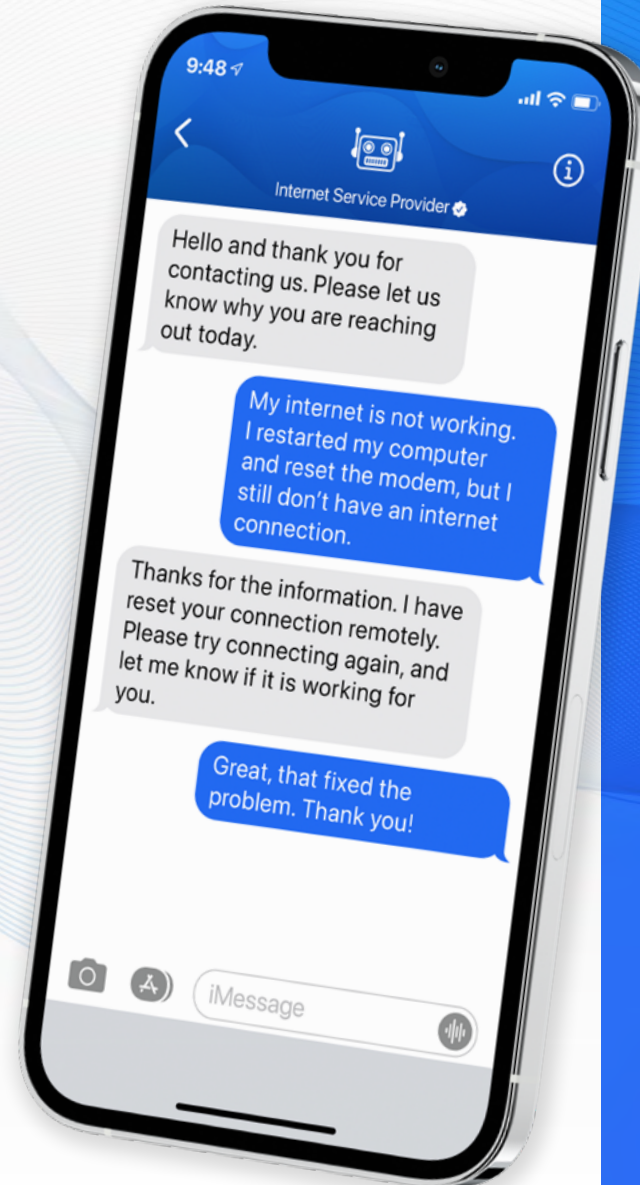 9:48
Internet Service Provider
Hello and thank you for
contacting us. Please let us
know why you are reaching
out today.
My internet is not working.
I restarted my computer
and reset the modem, but I
still don't have an internet
connection.
Thanks for the information. I have
reset your connection remotely.
Please try connecting again, and
let me know if it is working for
you.
Great, that fixed the
problem. Thank you!
iMessage